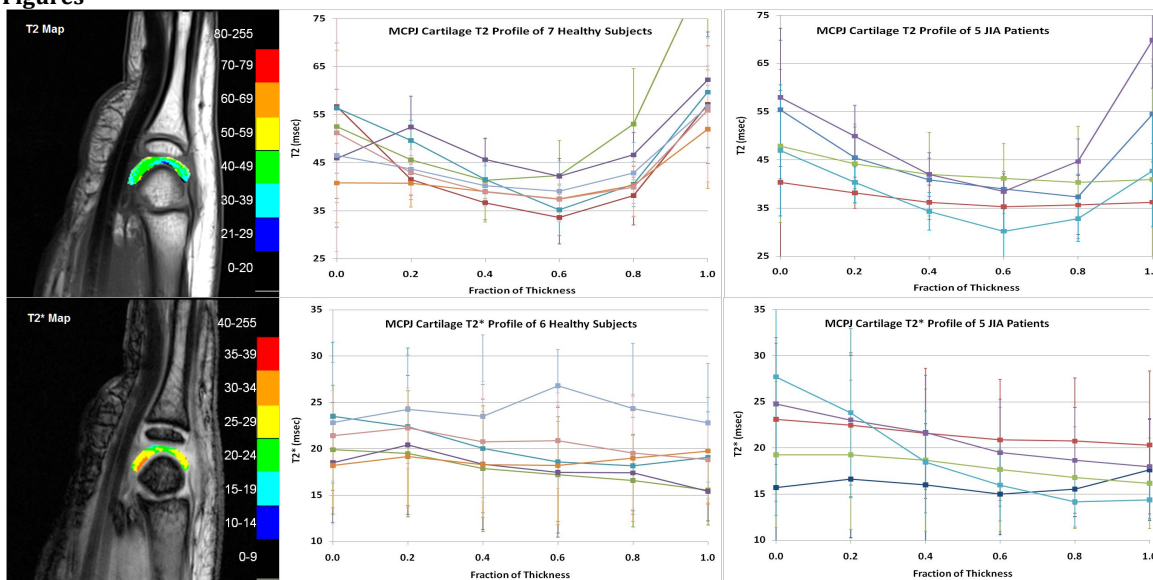 Figures
T2 Map
80-255
70-79
60-69
50-59
40-49
30-39
21-29
0-20
MCPJ Cartilage T2 Profile of 7 Healthy Subjects
T2 (msec)
75
65
55
45
35
25
0.0 0.2 0.4 0.6 0.8 1.0
Fraction of Thickness
MCPJ Cartilage T2 Profile of 5 JIA Patients
T2 (msec)
75
65
55
45
35
25
0.0 0.2 0.4 0.6 0.8 1.0
Fraction of Thickness
T2* Map
40-255
35-39
30-34
25-29
20-24
15-19
10-14
0-9
MCPJ Cartilage T2* Profile of 6 Healthy Subjects
T2* (msec)
35
30
25
20
15
10
0.0 0.2 0.4 0.6 0.8 1.0
Fraction of Thickness
MCPJ Cartilage T2* Profile of 5 JIA Patients
T2* (msec)
35
30
25
20
15
10
0.0 0.2 0.4 0.6 0.8 1.0
Fraction of Thickness